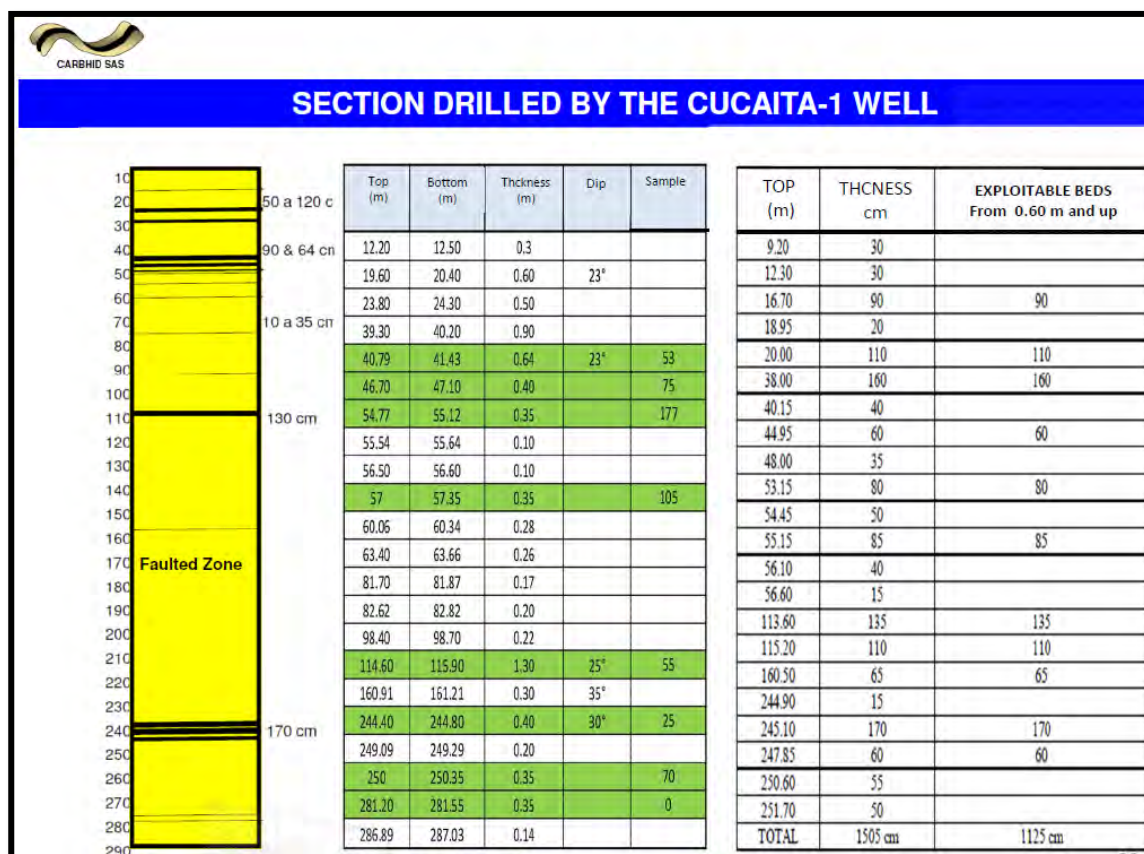 CARBHID SAS
SECTION DRILLED BY THE CUCAITA-1 WELL
10
20
30
40
50
60
70
80
90
100
110
120
130
140
150
160
170
180
190
200
210
220
230
240
250
260
270
280
290
50 a 120 c
90 & 64 cn
10 a 35 cm
130 cm
Faulted Zone
170 cm
Top (m) Bottom (m) Thckness (m) Dip Sample
12.20 12.50 0.3
19.60 20.40 0.60 23°
23.80 24.30 0.50
39.30 40.20 0.90
40.79 41.43 0.64 23° 53
46.70 47.10 0.40 75
54.77 55.12 0.35 177
55.54 55.64 0.10
56.50 56.60 0.10
57 57.35 0.35 105
60.06 60.34 0.28
63.40 63.66 0.26
81.70 81.87 0.17
82.62 82.82 0.20
98.40 98.70 0.22
114.60 115.90 1.30 25° 55
160.91 161.21 0.30 35°
244.40 244.80 0.40 30° 25
249.09 249.29 0.20
250 250.35 0.35 70
281.20 281.55 0.35 0
286.89 287.03 0.14
TOP (m) THCNESS cm EXPLOITABLE BEDS From 0.60 m and up
9.20 30
12.30 30
16.70 90 90
18.95 20
20.00 110 110
38.00 160 160
40.15 40
44.95 60 60
48.00 35
53.15 80 80
54.45 50
55.15 85 85
56.10 40
56.60 15
113.60 135 135
115.20 110 110
160.50 65 65
244.90 15
245.10 170 170
247.85 60 60
250.60 55
251.70 50
TOTAL 1505 cm 1125 cm